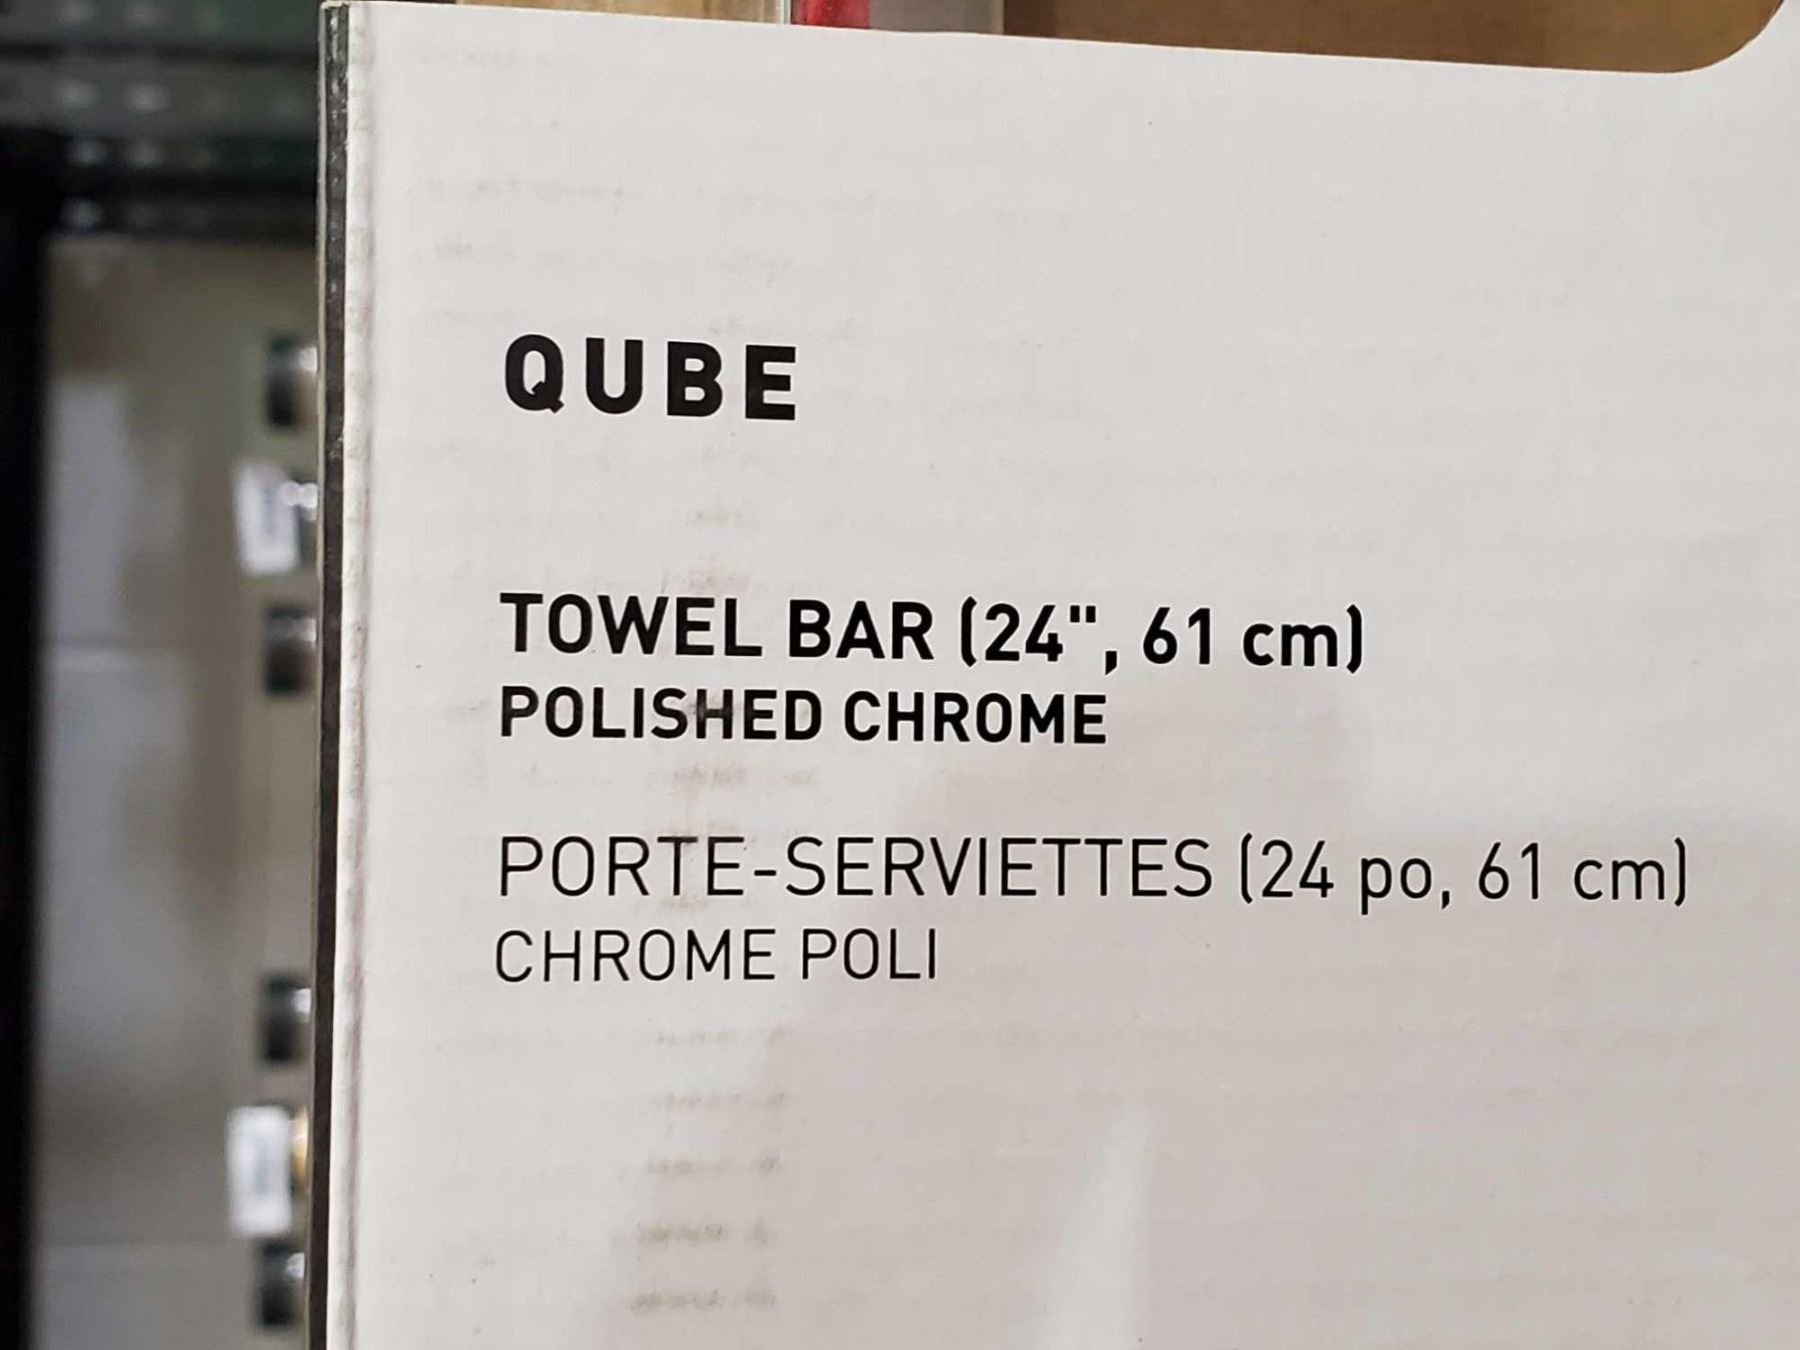 QUBE
TOWEL BAR (24", 61 cm)
POLISHED CHROME
PORTE-SERVIETTES (24 po, 61 cm)
CHROME POLI